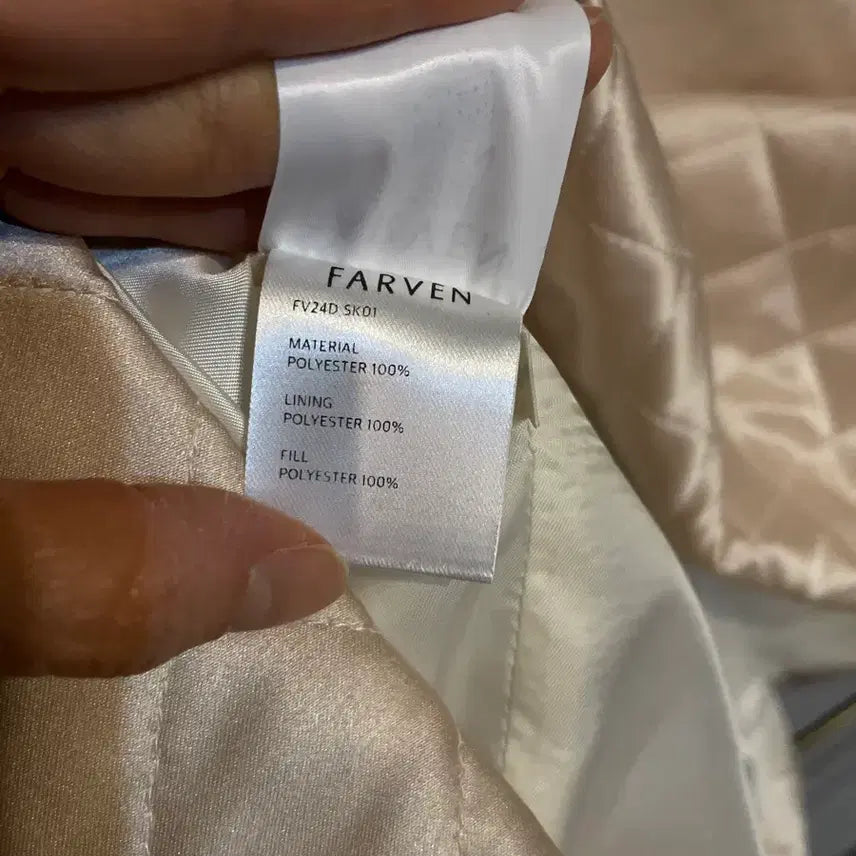 FARVEN
FV24D SK01
MATERIAL
POLYESTER 100%
LINING
POLYESTER 100%
FILL
POLYESTER 100%